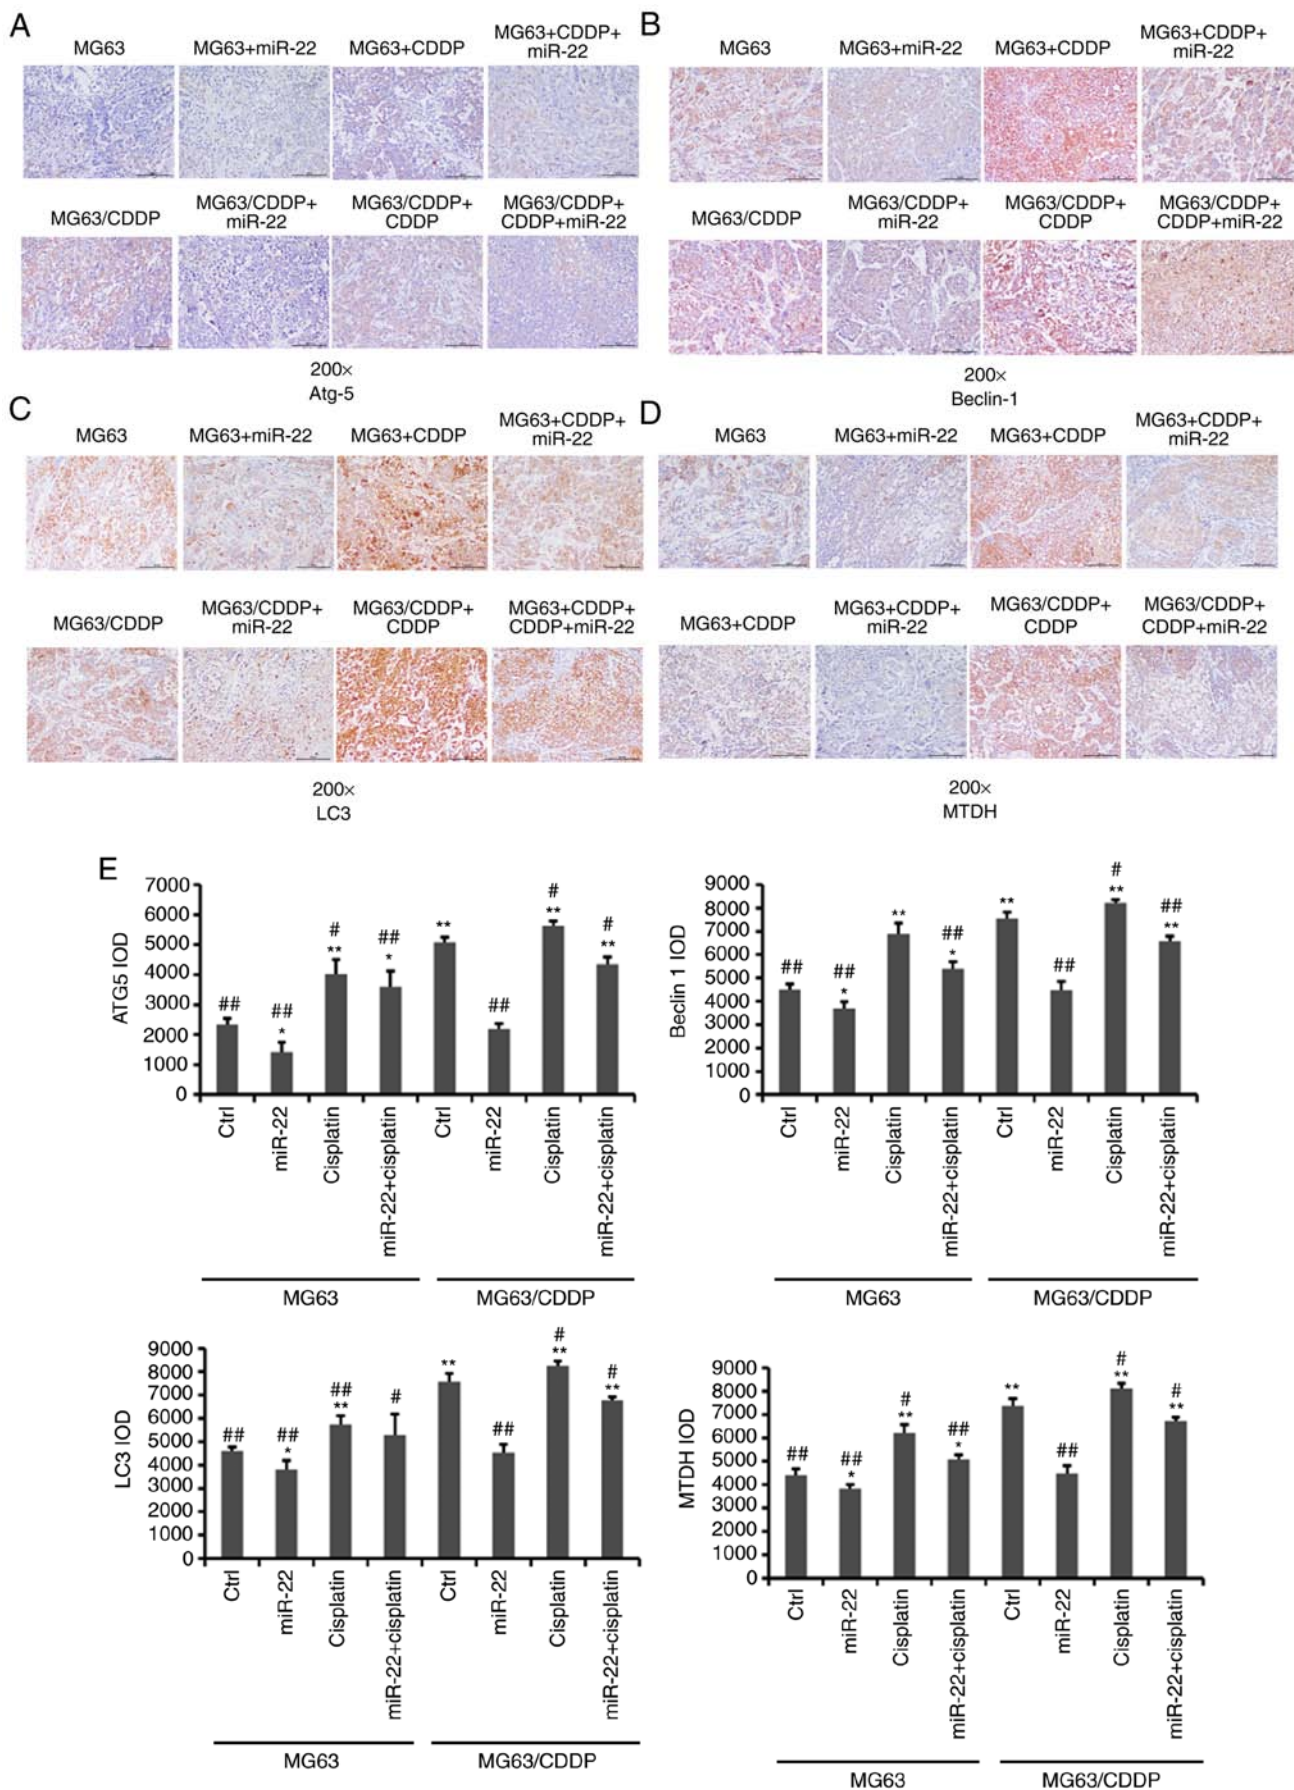 A
MG63
MG63+miR-22
MG63+CDDP
MG63+CDDP+
miR-22
MG63/CDDP
MG63/CDDP+
miR-22
MG63/CDDP+
CDDP
MG63/CDDP+
CDDP+miR-22
200×
Atg-5
B
MG63
MG63+miR-22
MG63+CDDP
MG63+CDDP+
miR-22
MG63/CDDP
MG63/CDDP+
miR-22
MG63/CDDP+
CDDP
MG63/CDDP+
CDDP+miR-22
200×
Beclin-1
C
MG63
MG63+miR-22
MG63+CDDP
MG63+CDDP+
miR-22
MG63/CDDP
MG63/CDDP+
miR-22
MG63/CDDP+
CDDP
MG63+CDDP+
CDDP+miR-22
200×
LC3
D
MG63
MG63+miR-22
MG63+CDDP
MG63+CDDP+
miR-22
MG63+CDDP
MG63+CDDP+
miR-22
MG63/CDDP+
CDDP
MG63/CDDP+
CDDP+miR-22
200×
MTDH
E
ATG5 IOD
7000
6000
5000
4000
3000
2000
1000
0
##
##
*
#
**
##
*
**
##
#
**
#
**
Ctrl
miR-22
Cisplatin
miR-22+cisplatin
Ctrl
miR-22
Cisplatin
miR-22+cisplatin
MG63
MG63/CDDP
Beclin 1 IOD
9000
8000
7000
6000
5000
4000
3000
2000
1000
0
##
##
*
**
##
*
**
##
#
**
##
**
Ctrl
miR-22
Cisplatin
miR-22+cisplatin
Ctrl
miR-22
Cisplatin
miR-22+cisplatin
MG63
MG63/CDDP
LC3 IOD
9000
8000
7000
6000
5000
4000
3000
2000
1000
0
##
##
*
##
**
#
**
##
#
**
#
**
Ctrl
miR-22
Cisplatin
miR-22+cisplatin
Ctrl
miR-22
Cisplatin
miR-22+cisplatin
MG63
MG63/CDDP
MTDH IOD
9000
8000
7000
6000
5000
4000
3000
2000
1000
0
##
##
*
#
**
##
*
**
##
#
**
#
**
Ctrl
miR-22
Cisplatin
miR-22+cisplatin
Ctrl
miR-22
Cisplatin
miR-22+cisplatin
MG63
MG63/CDDP